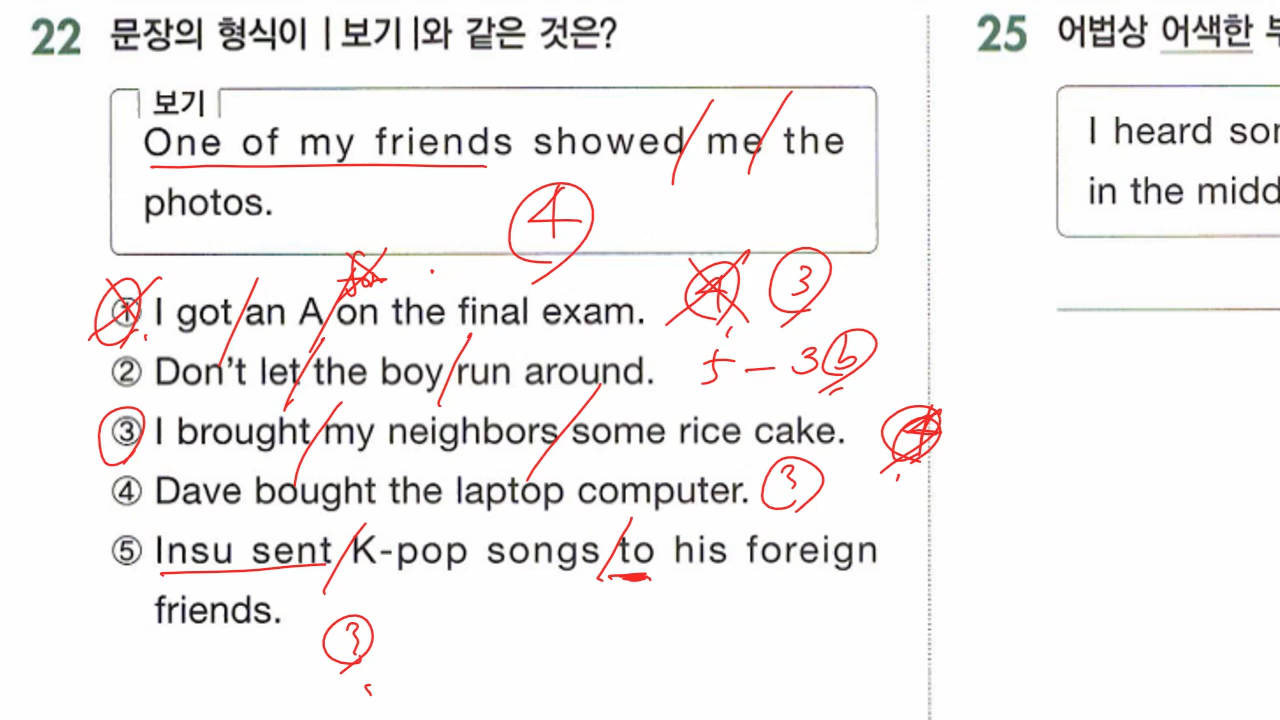 22 문장의 형식이 | 보기 |와 같은 것은?
보기
One of my friends showed me the
photos.
4
for
① I got an A on the final exam. 4 3
② Don't let the boy run around. 5 – 3 b
③ I brought my neighbors some rice cake. 4
④ Dave bought the laptop computer. 3
⑤ Insu sent K-pop songs to his foreign
friends.
3
25 어법상 어색한
I heard
in the